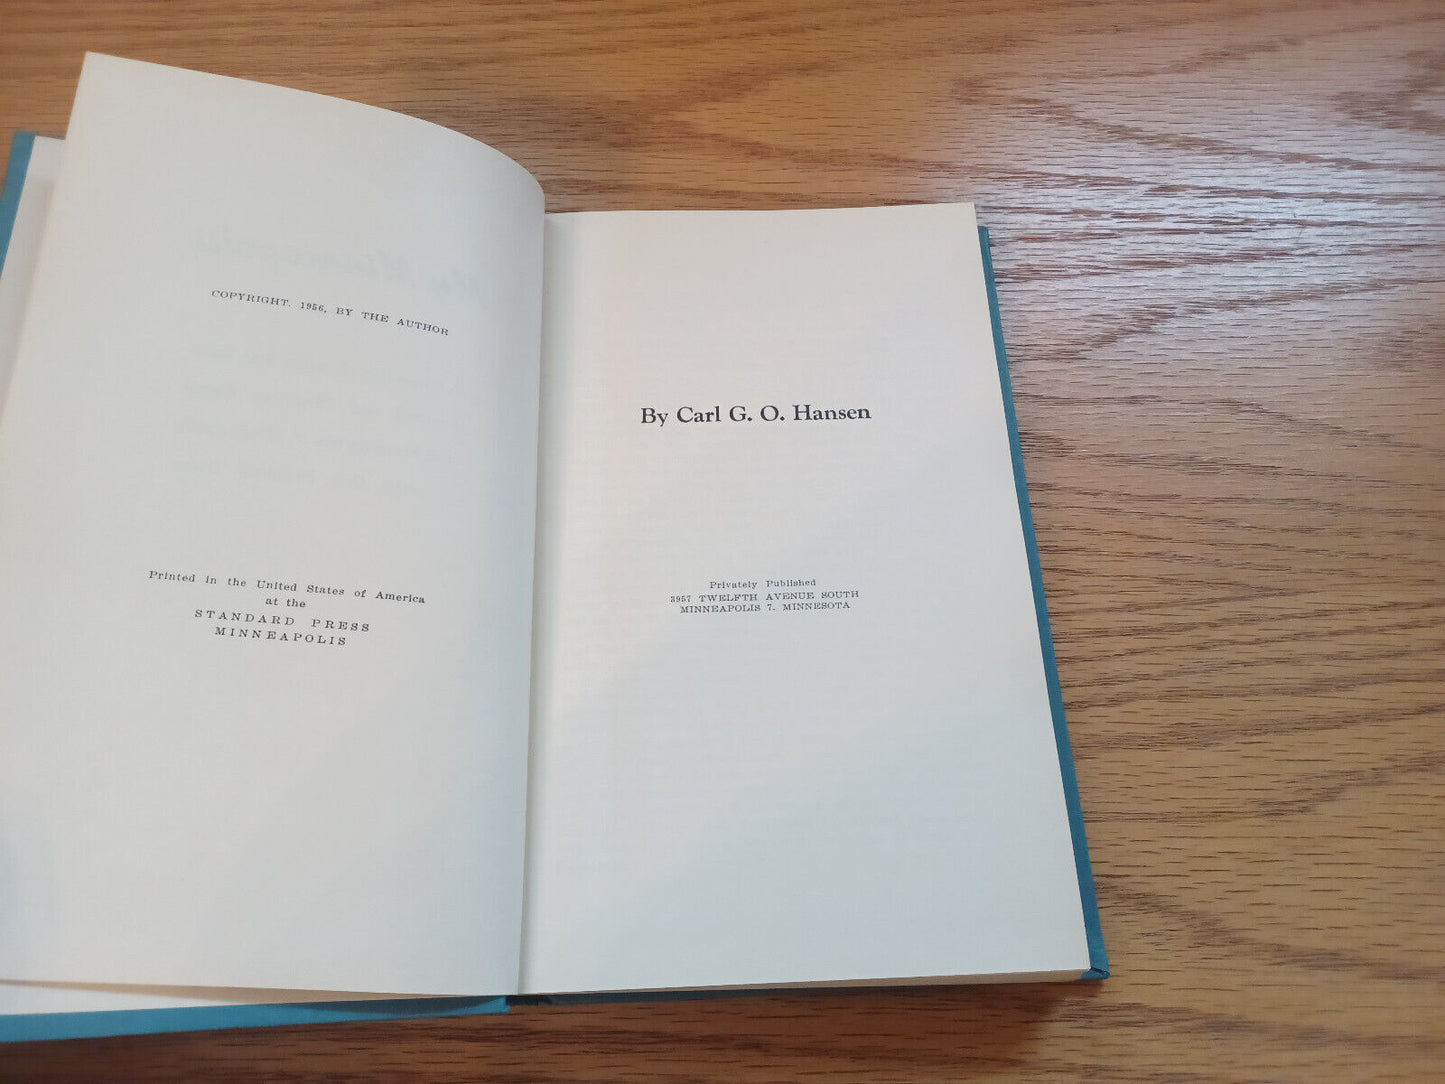 COPYRIGHT. 1956, BY THE AUTHOR
Printed in the United States of America
at the
STANDARD PRESS
MINNEAPOLIS
By Carl G. O. Hansen
Privately Published
3957 TWELFTH AVENUE SOUTH
MINNEAPOLIS 7, MINNESOTA